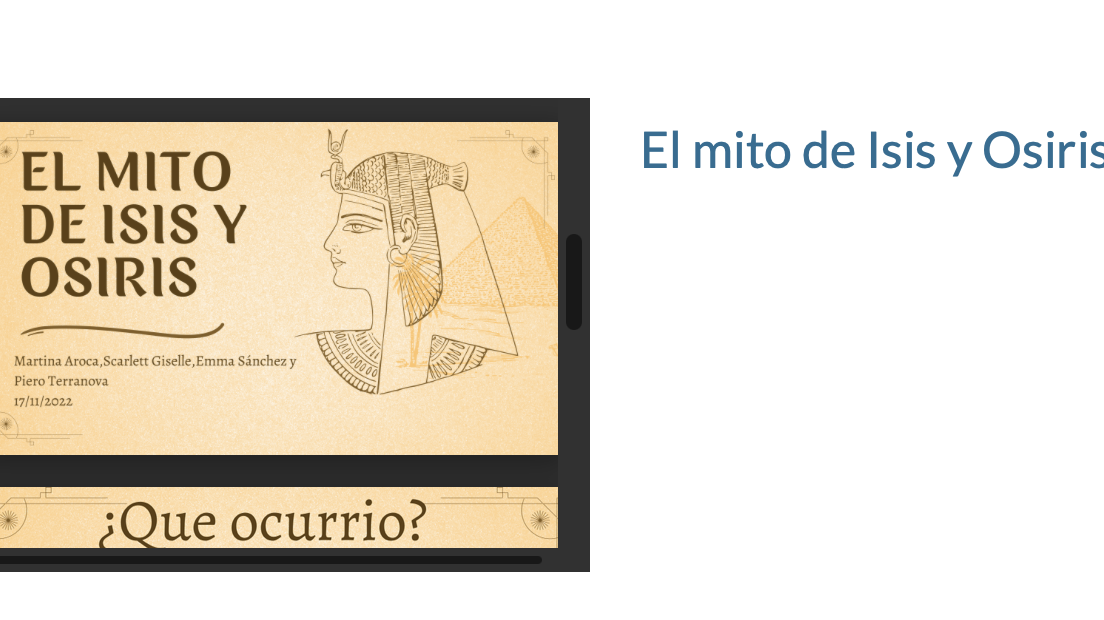 EL MITO
DE ISIS Y
OSIRIS
Martina Aroca,Scarlett Giselle,Emma Sánchez y
Piero Terranova
17/11/2022
¿Que ocurrio?
El mito de Isis y Osiris